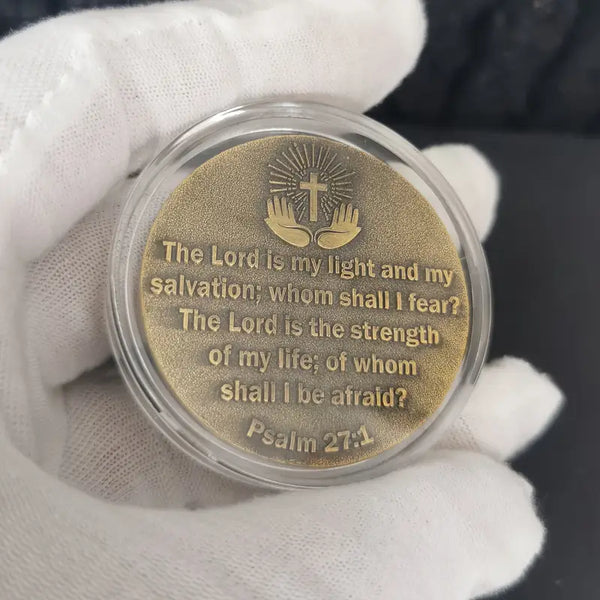 The Lord is my light and my
salvation; whom shall I fear?
The Lord is the strength
of my life; of whom
shall I be afraid?
Psalm 27:1